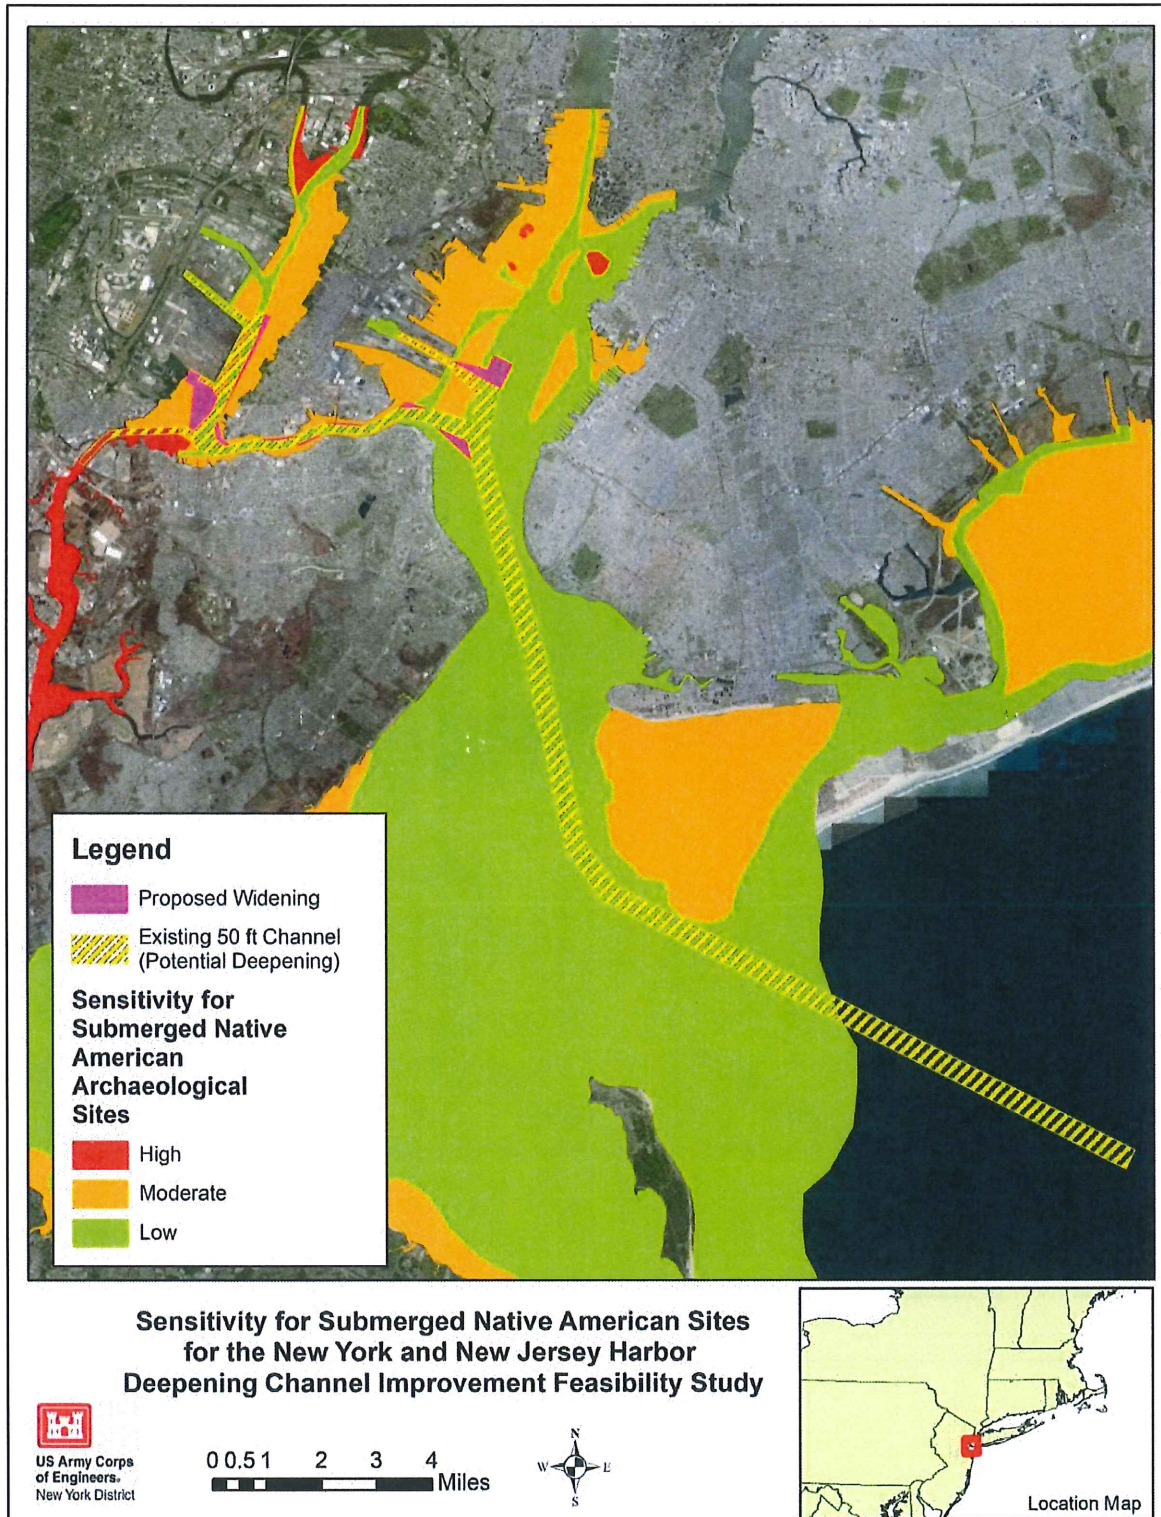 Legend
Proposed Widening
Existing 50 ft Channel
(Potential Deepening)
Sensitivity for
Submerged Native
American
Archaeological
Sites
High
Moderate
Low
Sensitivity for Submerged Native American Sites
for the New York and New Jersey Harbor
Deepening Channel Improvement Feasibility Study
US Army Corps
of Engineers®
New York District
0 0.5 1 2 3 4
Miles
N
W E
S
Location Map